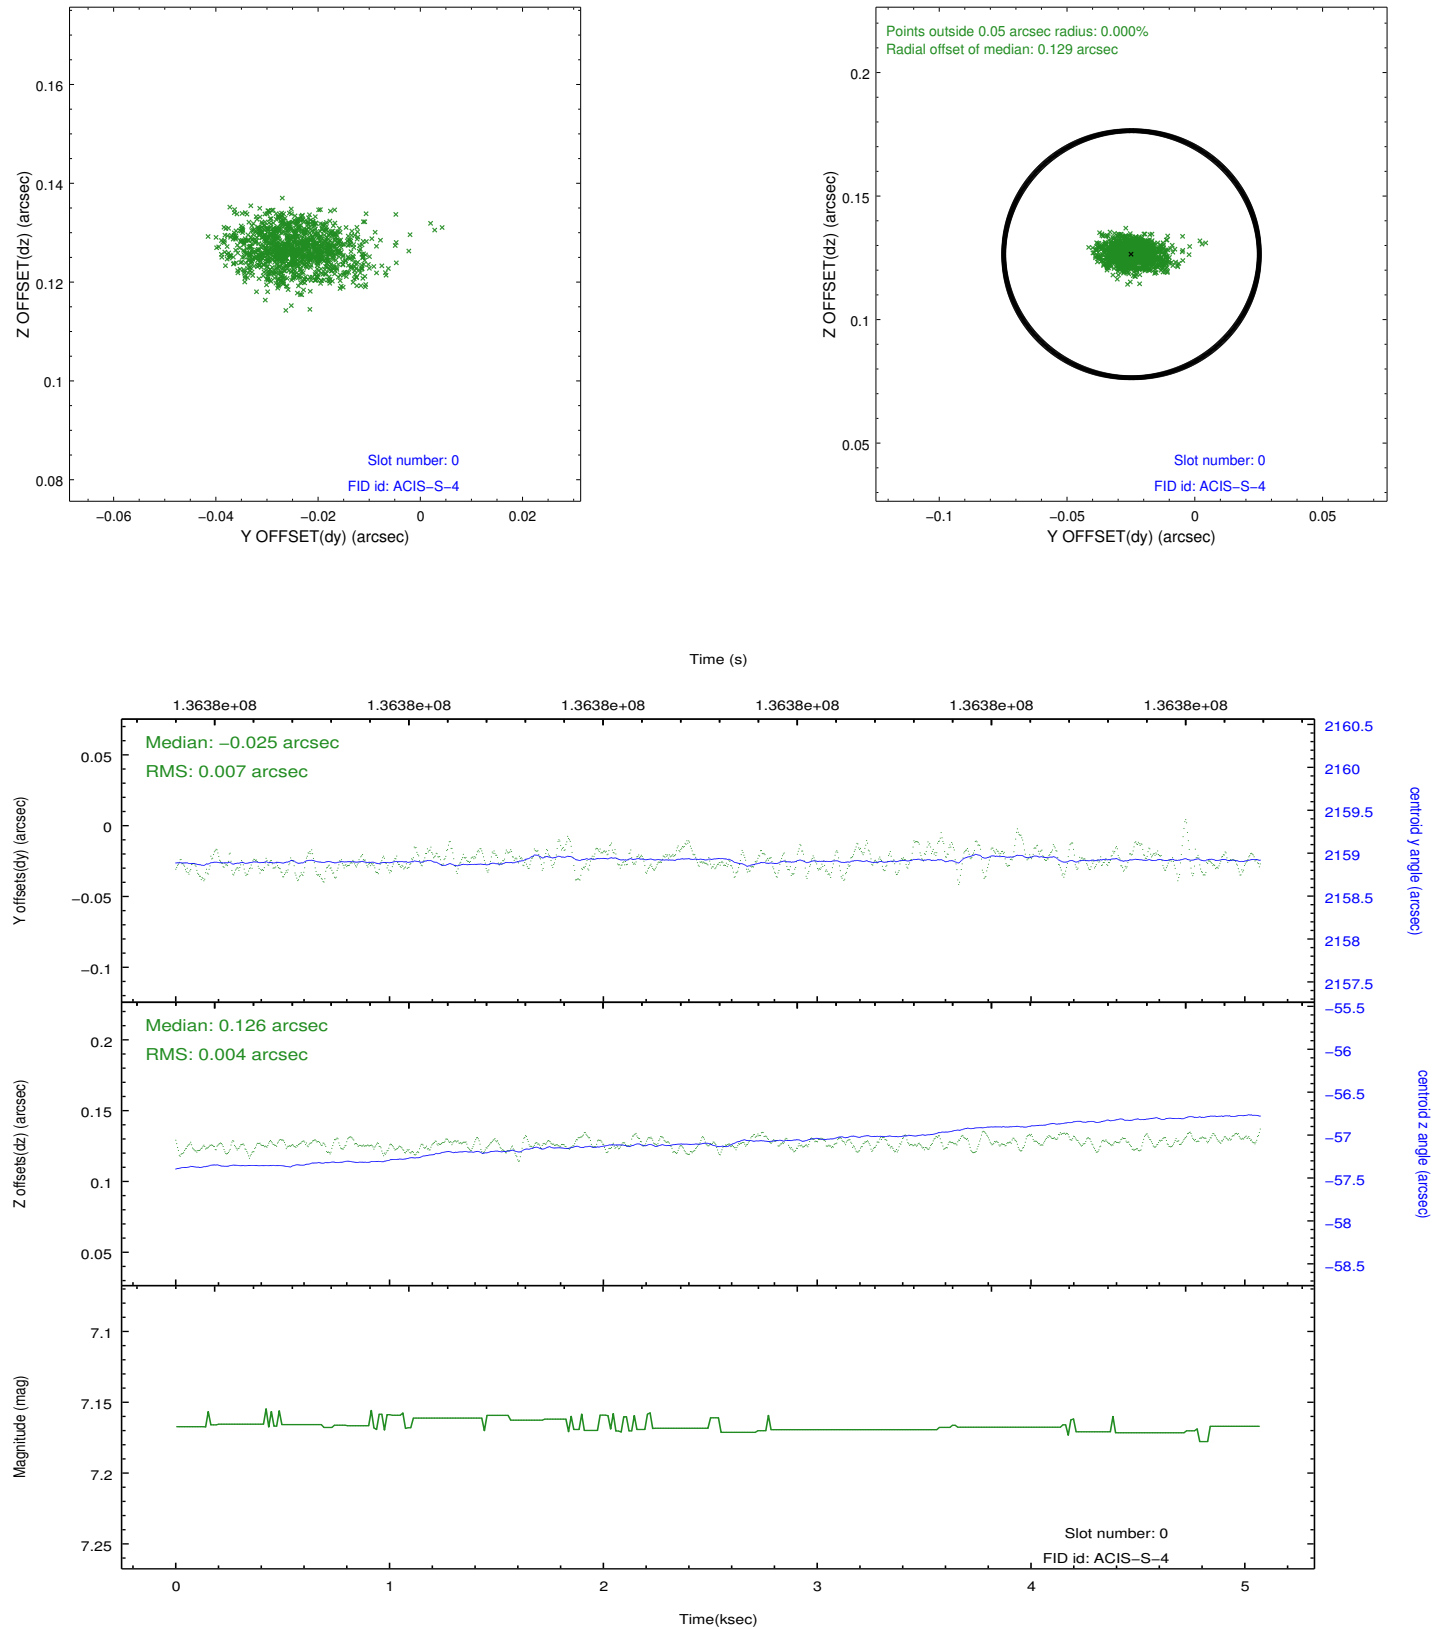 0.16
0.14
0.12
0.1
0.08
Z OFFSET(dz) (arcsec)
Slot number: 0
FID id: ACIS−S−4
−0.06
−0.04
−0.02
0
0.02
Y OFFSET(dy) (arcsec)
Points outside 0.05 arcsec radius: 0.000%
Radial offset of median: 0.129 arcsec
0.2
0.15
0.1
0.05
Z OFFSET(dz) (arcsec)
Slot number: 0
FID id: ACIS−S−4
−0.1
−0.05
0
0.05
Y OFFSET(dy) (arcsec)
Time (s)
1.3638e+08
1.3638e+08
1.3638e+08
1.3638e+08
1.3638e+08
1.3638e+08
Median: −0.025 arcsec
RMS: 0.007 arcsec
0.05
0
−0.05
−0.1
Y offsets(dy) (arcsec)
2160.5
2160
2159.5
2159
2158.5
2158
2157.5
centroid y angle (arcsec)
Median: 0.126 arcsec
RMS: 0.004 arcsec
0.2
0.15
0.1
0.05
Z offsets(dz) (arcsec)
−55.5
−56
−56.5
−57
−57.5
−58
−58.5
centroid z angle (arcsec)
7.1
7.15
7.2
7.25
Magnitude (mag)
Slot number: 0
FID id: ACIS−S−4
0
1
2
3
4
5
Time(ksec)